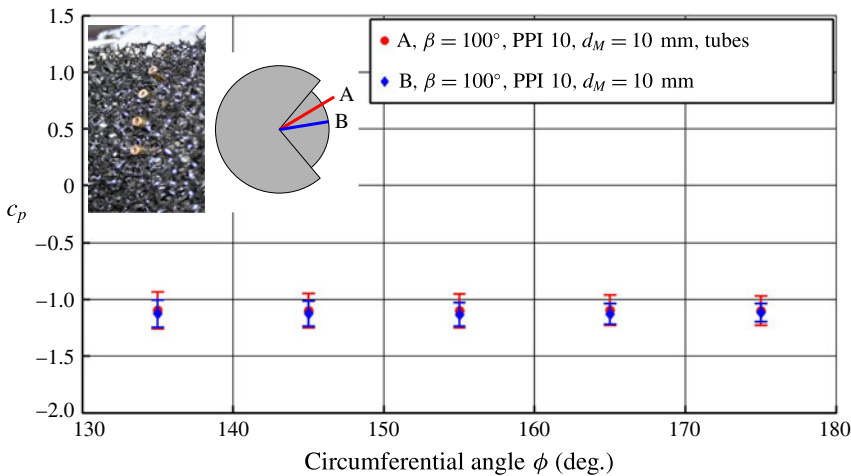 1.5
1.0
0.5
0
−0.5
−1.0
−1.5
−2.0
c_p
A, β = 100°, PPI 10, d_M = 10 mm, tubes
B, β = 100°, PPI 10, d_M = 10 mm
A
B
130 140 150 160 170 180
Circumferential angle ϕ (deg.)